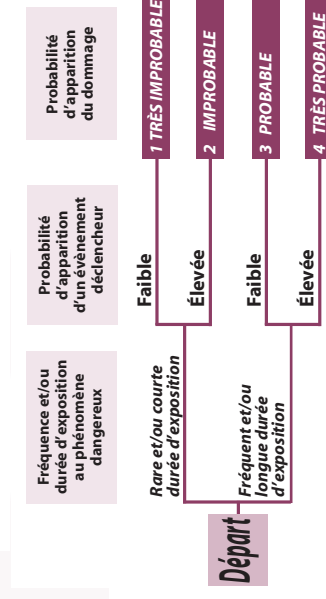 Fréquence et/ou
durée d'exposition
au phénomène
dangereux
Probabilité
d'apparition
d'un évènement
déclencheur
Probabilité
d'apparition
du dommage
Départ
Rare et/ou courte
durée d'exposition
Faible
1 TRÈS IMPROBABLE
Élevée
2 IMPROBABLE
Fréquent et/ou
longue durée
d'exposition
Faible
3 PROBABLE
Élevée
4 TRÈS PROBABLE